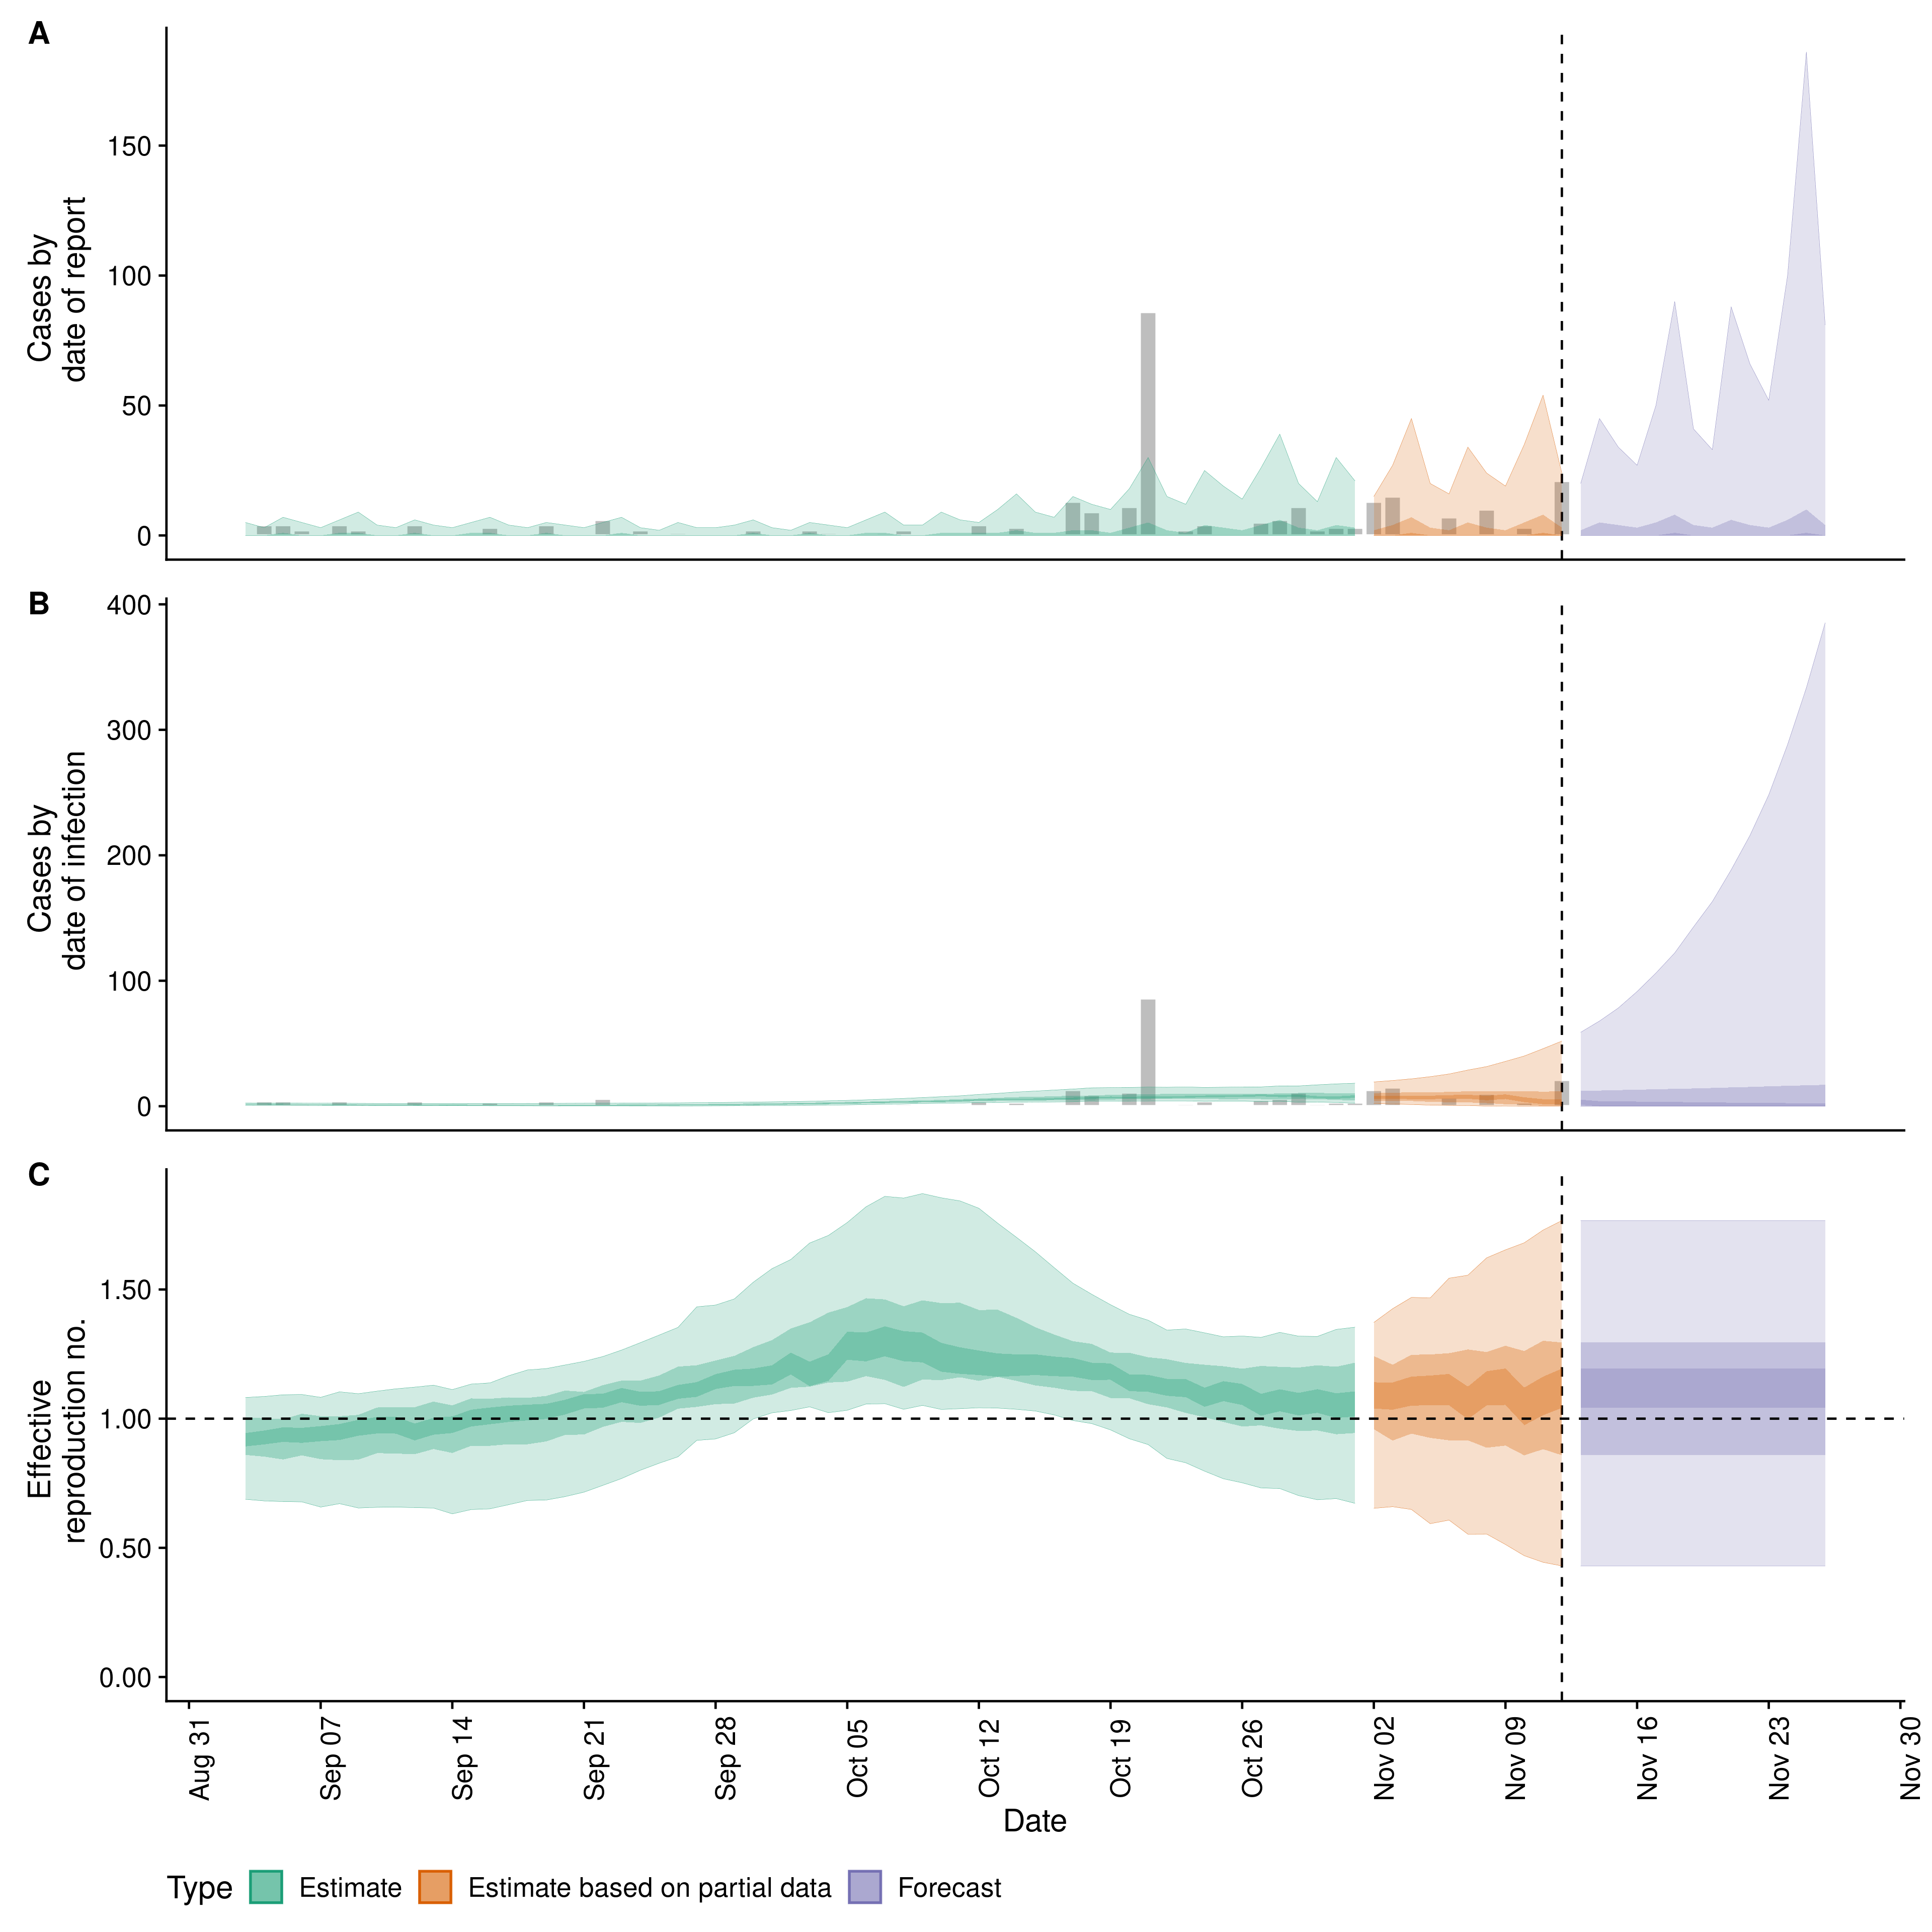 A
Cases by
date of report
150
100
50
0
B
Cases by
date of infection
400
300
200
100
0
C
Effective
reproduction no.
1.50
1.00
0.50
0.00
Aug 31
Sep 07
Sep 14
Sep 21
Sep 28
Oct 05
Oct 12
Oct 19
Oct 26
Nov 02
Nov 09
Nov 16
Nov 23
Nov 30
Date
Type Estimate Estimate based on partial data Forecast